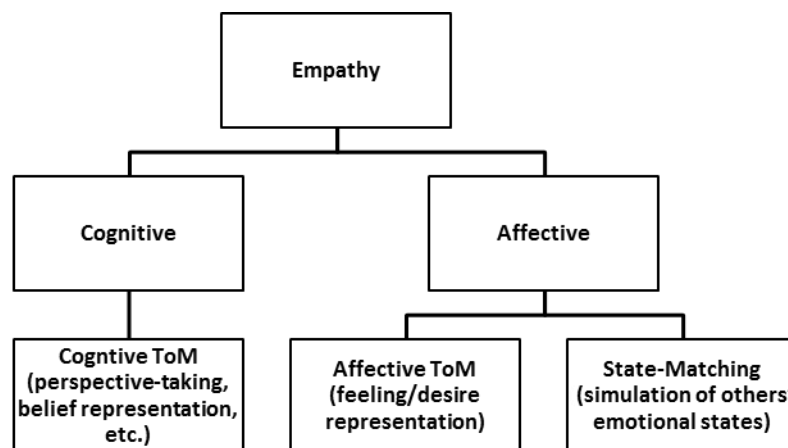 Empathy
Cognitive
Affective
Cogntive ToM
(perspective-taking,
belief representation,
etc.)
Affective ToM
(feeling/desire
representation)
State-Matching
(simulation of others'
emotional states)